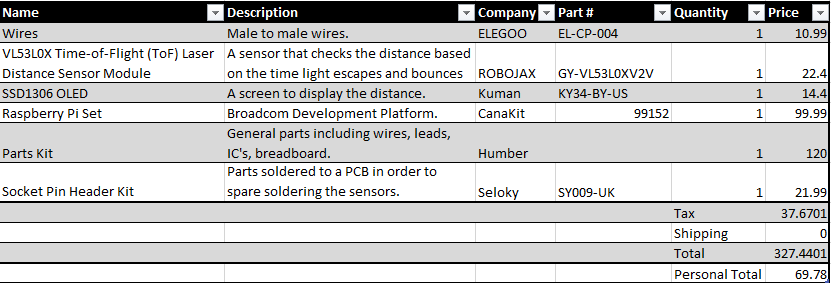 Name Description Company Part # Quantity Price
Wires Male to male wires. ELEGOO EL-CP-004 1 10.99
VL53L0X Time-of-Flight (ToF) Laser A sensor that checks the distance based
Distance Sensor Module on the time light escapes and bounces ROBOJAX GY-VL53L0XV2V 1 22.4
SSD1306 OLED A screen to display the distance. Kuman KY34-BY-US 1 14.4
Raspberry Pi Set Broadcom Development Platform. CanaKit 99152 1 99.99
General parts including wires, leads,
Parts Kit IC's, breadboard. Humber 1 120
Parts soldered to a PCB in order to
Socket Pin Header Kit spare soldering the sensors. Seloky SY009-UK 1 21.99
Tax 37.6701
Shipping 0
Total 327.4401
Personal Total 69.78